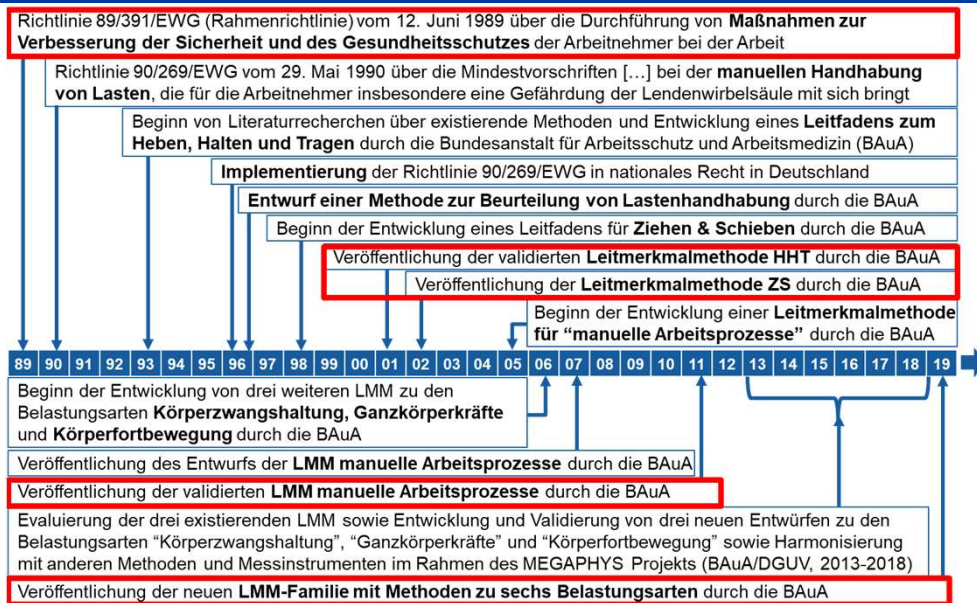 Richtlinie 89/391/EWG (Rahmenrichtlinie) vom 12. Juni 1989 über die Durchführung von Maßnahmen zur
Verbesserung der Sicherheit und des Gesundheitsschutzes der Arbeitnehmer bei der Arbeit
Richtlinie 90/269/EWG vom 29. Mai 1990 über die Mindestvorschriften [...] bei der manuellen Handhabung
von Lasten, die für die Arbeitnehmer insbesondere eine Gefährdung der Lendenwirbelsäule mit sich bringt
Beginn von Literaturrecherchen über existierende Methoden und Entwicklung eines Leitfadens zum
Heben, Halten und Tragen durch die Bundesanstalt für Arbeitsschutz und Arbeitsmedizin (BAuA)
Implementierung der Richtlinie 90/269/EWG in nationales Recht in Deutschland
Entwurf einer Methode zur Beurteilung von Lastenhandhabung durch die BAuA
Beginn der Entwicklung eines Leitfadens für Ziehen & Schieben durch die BAuA
Veröffentlichung der validierten Leitmerkmalmethode HHT durch die BAuA
Veröffentlichung der Leitmerkmalmethode ZS durch die BAuA
Beginn der Entwicklung einer Leitmerkmalmethode
für "manuelle Arbeitsprozesse" durch die BAuA
89 90 91 92 93 94 95 96 96 98 99 00 00 01 02 03 04 05 06 07 08 09 10 11 12 13 14 15 16 17 18 19
Beginn der Entwicklung von drei weiteren LMM zu den
Belastungsarten Körperzwangshaltung, Ganzkörperkräfte
und Körperfortbewegung durch die BAuA
Veröffentlichung des Entwurfs der LMM manuelle Arbeitsprozesse durch die BAuA
Veröffentlichung der validierten LMM manuelle Arbeitsprozesse durch die BAuA
Evaluierung der drei existierenden LMM sowie Entwicklung und Validierung von drei neuen Entwürfen zu den
Belastungsarten "Körperzwangshaltung", "Ganzkörperkräfte" und "Körperfortbewegung" sowie Harmonisierung
mit anderen Methoden und Messinstrumenten im Rahmen des MEGAPHYS Projekts (BAuA/DGUV, 2013-2018)
Veröffentlichung der neuen LMM-Familie mit Methoden zu sechs Belastungsarten durch die BAuA